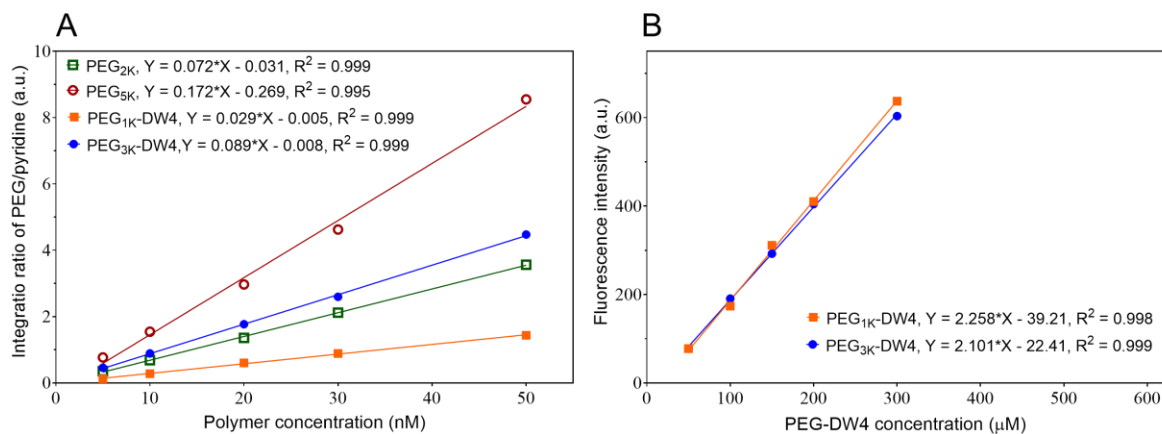 A
Integratio ratio of PEG/pyridine (a.u.)
10
8
6
4
2
0
PEG2K, Y = 0.072*X - 0.031, R2 = 0.999
PEG5K, Y = 0.172*X - 0.269, R2 = 0.995
PEG1K-DW4, Y = 0.029*X - 0.005, R2 = 0.999
PEG3K-DW4,Y = 0.089*X - 0.008, R2 = 0.999
10 20 30 40 50
Polymer concentration (nM)
B
Fluorescence intensity (a.u.)
600
400
200
0
PEG1K-DW4, Y = 2.258*X - 39.21, R2 = 0.998
PEG3K-DW4, Y = 2.101*X - 22.41, R2 = 0.999
0 100 200 300 400 500 600
PEG-DW4 concentration (μM)